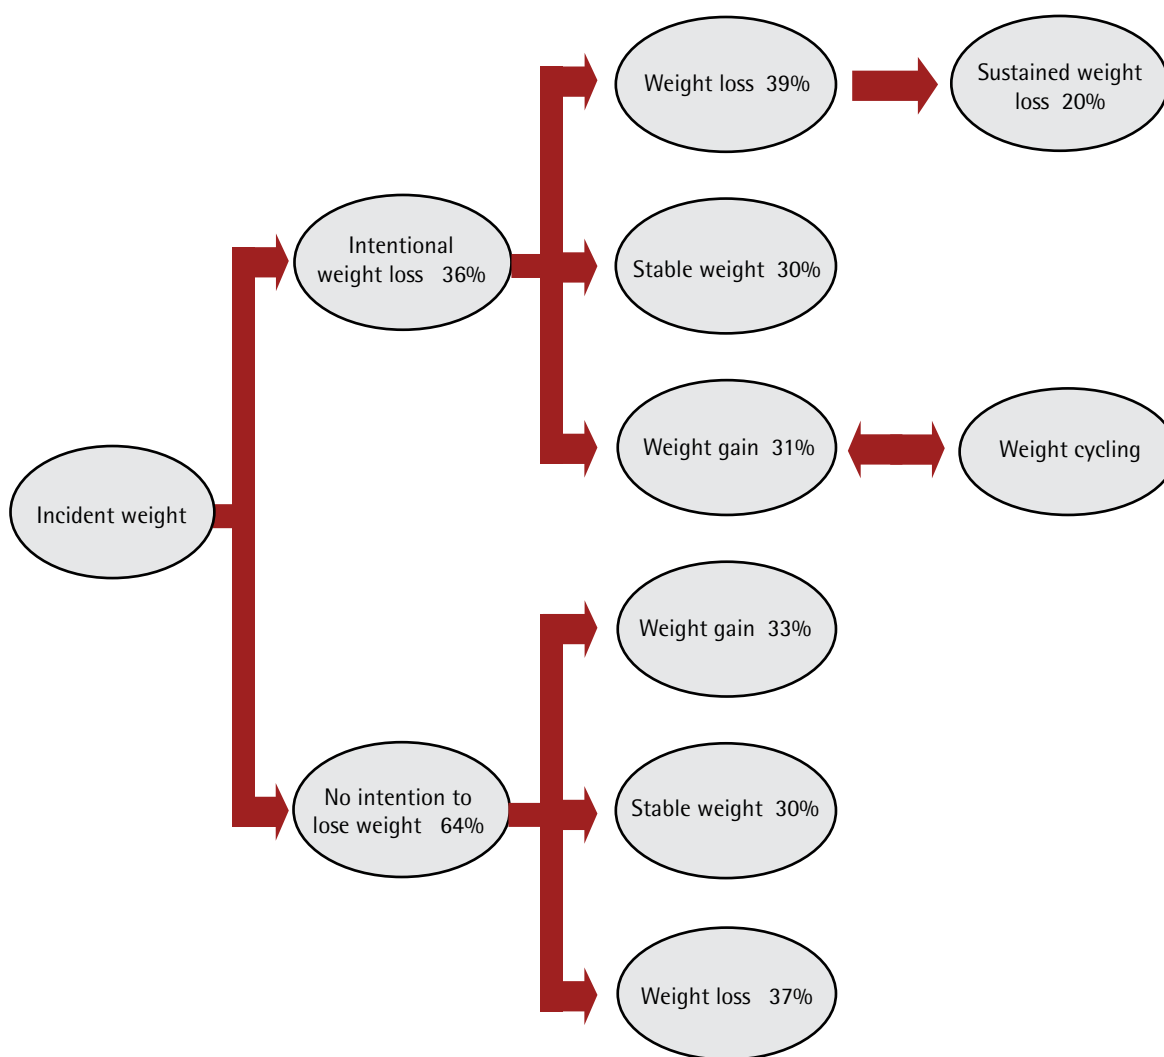 Weight loss 39%
Sustained weight
loss 20%
Intentional
weight loss 36%
Stable weight 30%
Weight gain 31%
Weight cycling
Incident weight
Weight gain 33%
No intention to
lose weight 64%
Stable weight 30%
Weight loss 37%